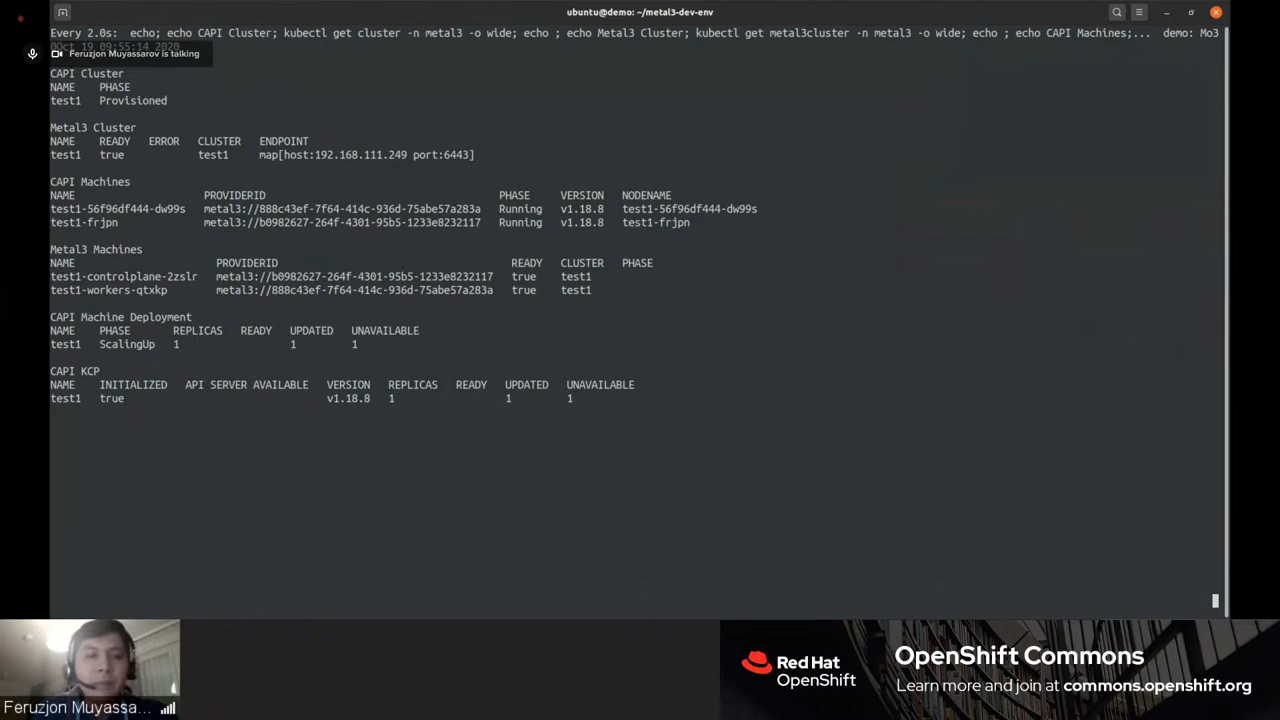 ubuntu@demo: ~/metal3-dev-env
Every 2.0s: echo; echo CAPI Cluster; kubectl get cluster -n metal3 -o wide; echo ; echo Metal3 Cluster; kubectl get metal3cluster -n metal3 -o wide; echo ; echo CAPI Machines;... demo: Mo3
0Oct 19 09:55:14 2020
Feruzjon Muyassarov is talking
CAPI Cluster
NAME PHASE
test1 Provisioned
Metal3 Cluster
NAME READY ERROR CLUSTER ENDPOINT
test1 true test1 map[host:192.168.111.249 port:6443]
CAPI Machines
NAME PROVIDERID PHASE VERSION NODENAME
test1-56f96df444-dw99s metal3://888c43ef-7f64-414c-936d-75abe57a283a Running v1.18.8 test1-56f96df444-dw99s
test1-frjpn metal3://b0982627-264f-4301-95b5-1233e8232117 Running v1.18.8 test1-frjpn
Metal3 Machines
NAME PROVIDERID READY CLUSTER PHASE
test1-controlplane-2zslr metal3://b0982627-264f-4301-95b5-1233e8232117 true test1
test1-workers-qtxkp metal3://888c43ef-7f64-414c-936d-75abe57a283a true test1
CAPI Machine Deployment
NAME PHASE REPLICAS READY UPDATED UNAVAILABLE
test1 ScalingUp 1 1 1
CAPI KCP
NAME INITIALIZED API SERVER AVAILABLE VERSION REPLICAS READY UPDATED UNAVAILABLE
test1 true v1.18.8 1 1 1
Feruzjon Muyassa...
Red Hat
OpenShift
OpenShift Commons
Learn more and join at commons.openshift.org